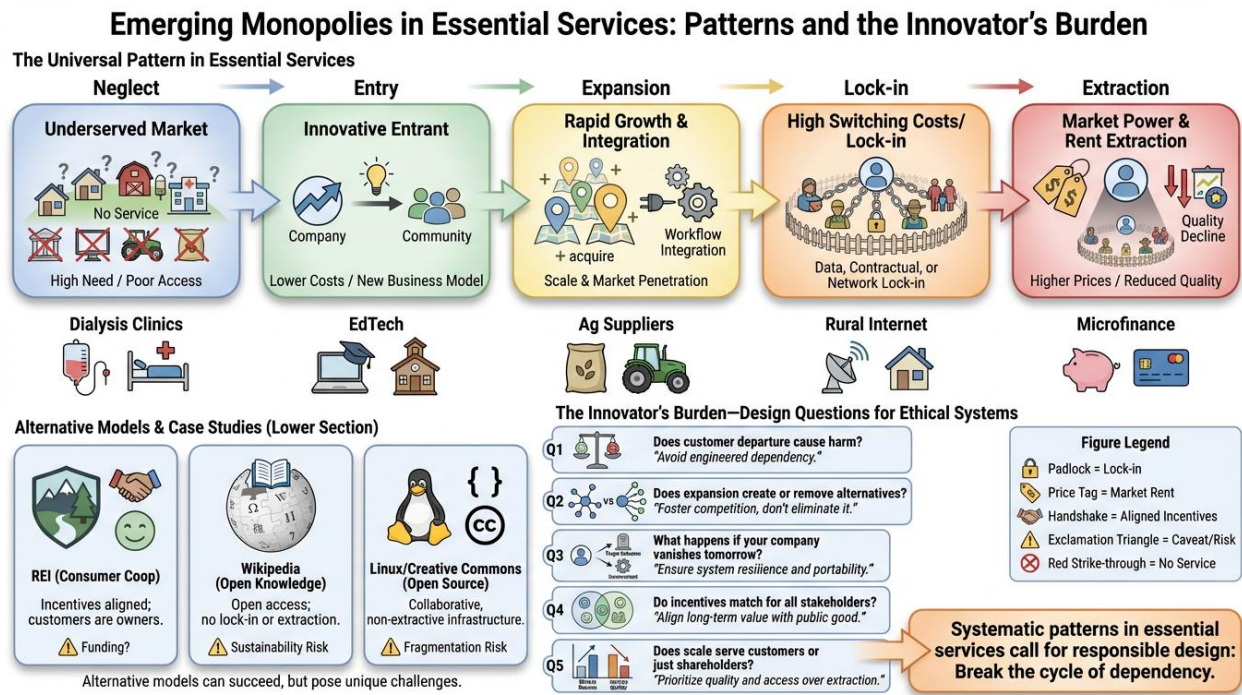 Emerging Monopolies in Essential Services: Patterns and the Innovator's Burden
The Universal Pattern in Essential Services
Neglect
Entry
Expansion
Lock-in
Extraction
Underserved Market
? ? ? ?
No Service
High Need / Poor Access
Innovative Entrant
Company
Community
Lower Costs / New Business Model
Rapid Growth &
Integration
+ acquire
Workflow
Integration
Scale & Market Penetration
High Switching Costs/
Lock-in
Data, Contractual, or
Network Lock-in
Market Power &
Rent Extraction
$ $
Quality
Decline
Higher Prices / Reduced Quality
Dialysis Clinics
EdTech
Ag Suppliers
Rural Internet
Microfinance
Alternative Models & Case Studies (Lower Section)
REI (Consumer Coop)
Incentives aligned;
customers are owners.
Funding?
W
Wikipedia
(Open Knowledge)
Open access;
no lock-in or extraction.
Sustainability Risk
{ }
CC
Linux/Creative Commons
(Open Source)
Collaborative,
non-extractive infrastructure.
Fragmentation Risk
Alternative models can succeed, but pose unique challenges.
The Innovator's Burden—Design Questions for Ethical Systems
Q1
Does customer departure cause harm?
"Avoid engineered dependency."
Q2
VS
Does expansion create or remove alternatives?
"Foster competition, don't eliminate it."
Q3
What happens if your company
vanishes tomorrow?
"Ensure system resilience and portability."
Q4
Do incentives match for all stakeholders?
"Align long-term value with public good."
Q5
Does scale serve customers or
just shareholders?
"Prioritize quality and access over extraction."
Figure Legend
Padlock = Lock-in
Price Tag = Market Rent
Handshake = Aligned Incentives
Exclamation Triangle = Caveat/Risk
Red Strike-through = No Service
Systematic patterns in essential
services call for responsible design:
Break the cycle of dependency.